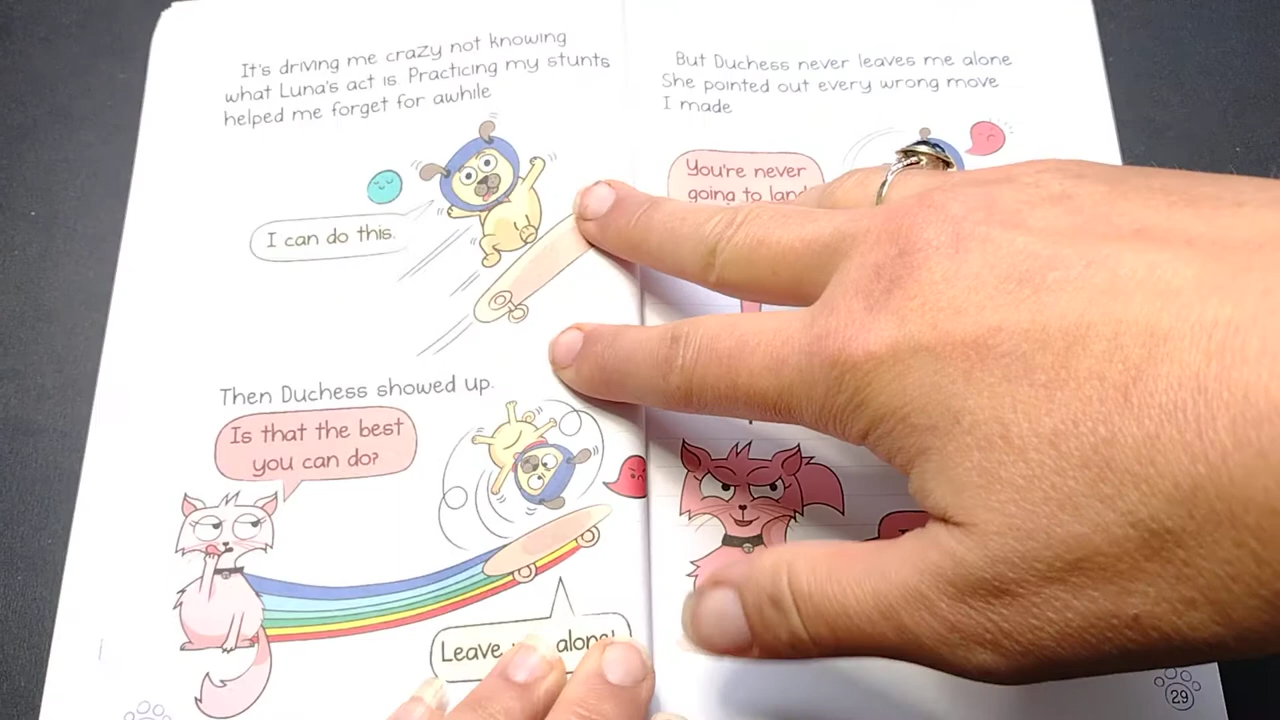 It's driving me crazy not knowing
what Luna's act is Practicing my stunts
helped me forget for awhile
I can do this.
Then Duchess showed up.
Is that the best
you can do?
Leave alone!
But Duchess never leaves me alone
She pointed out every wrong move
I made
You're never
going to land
29